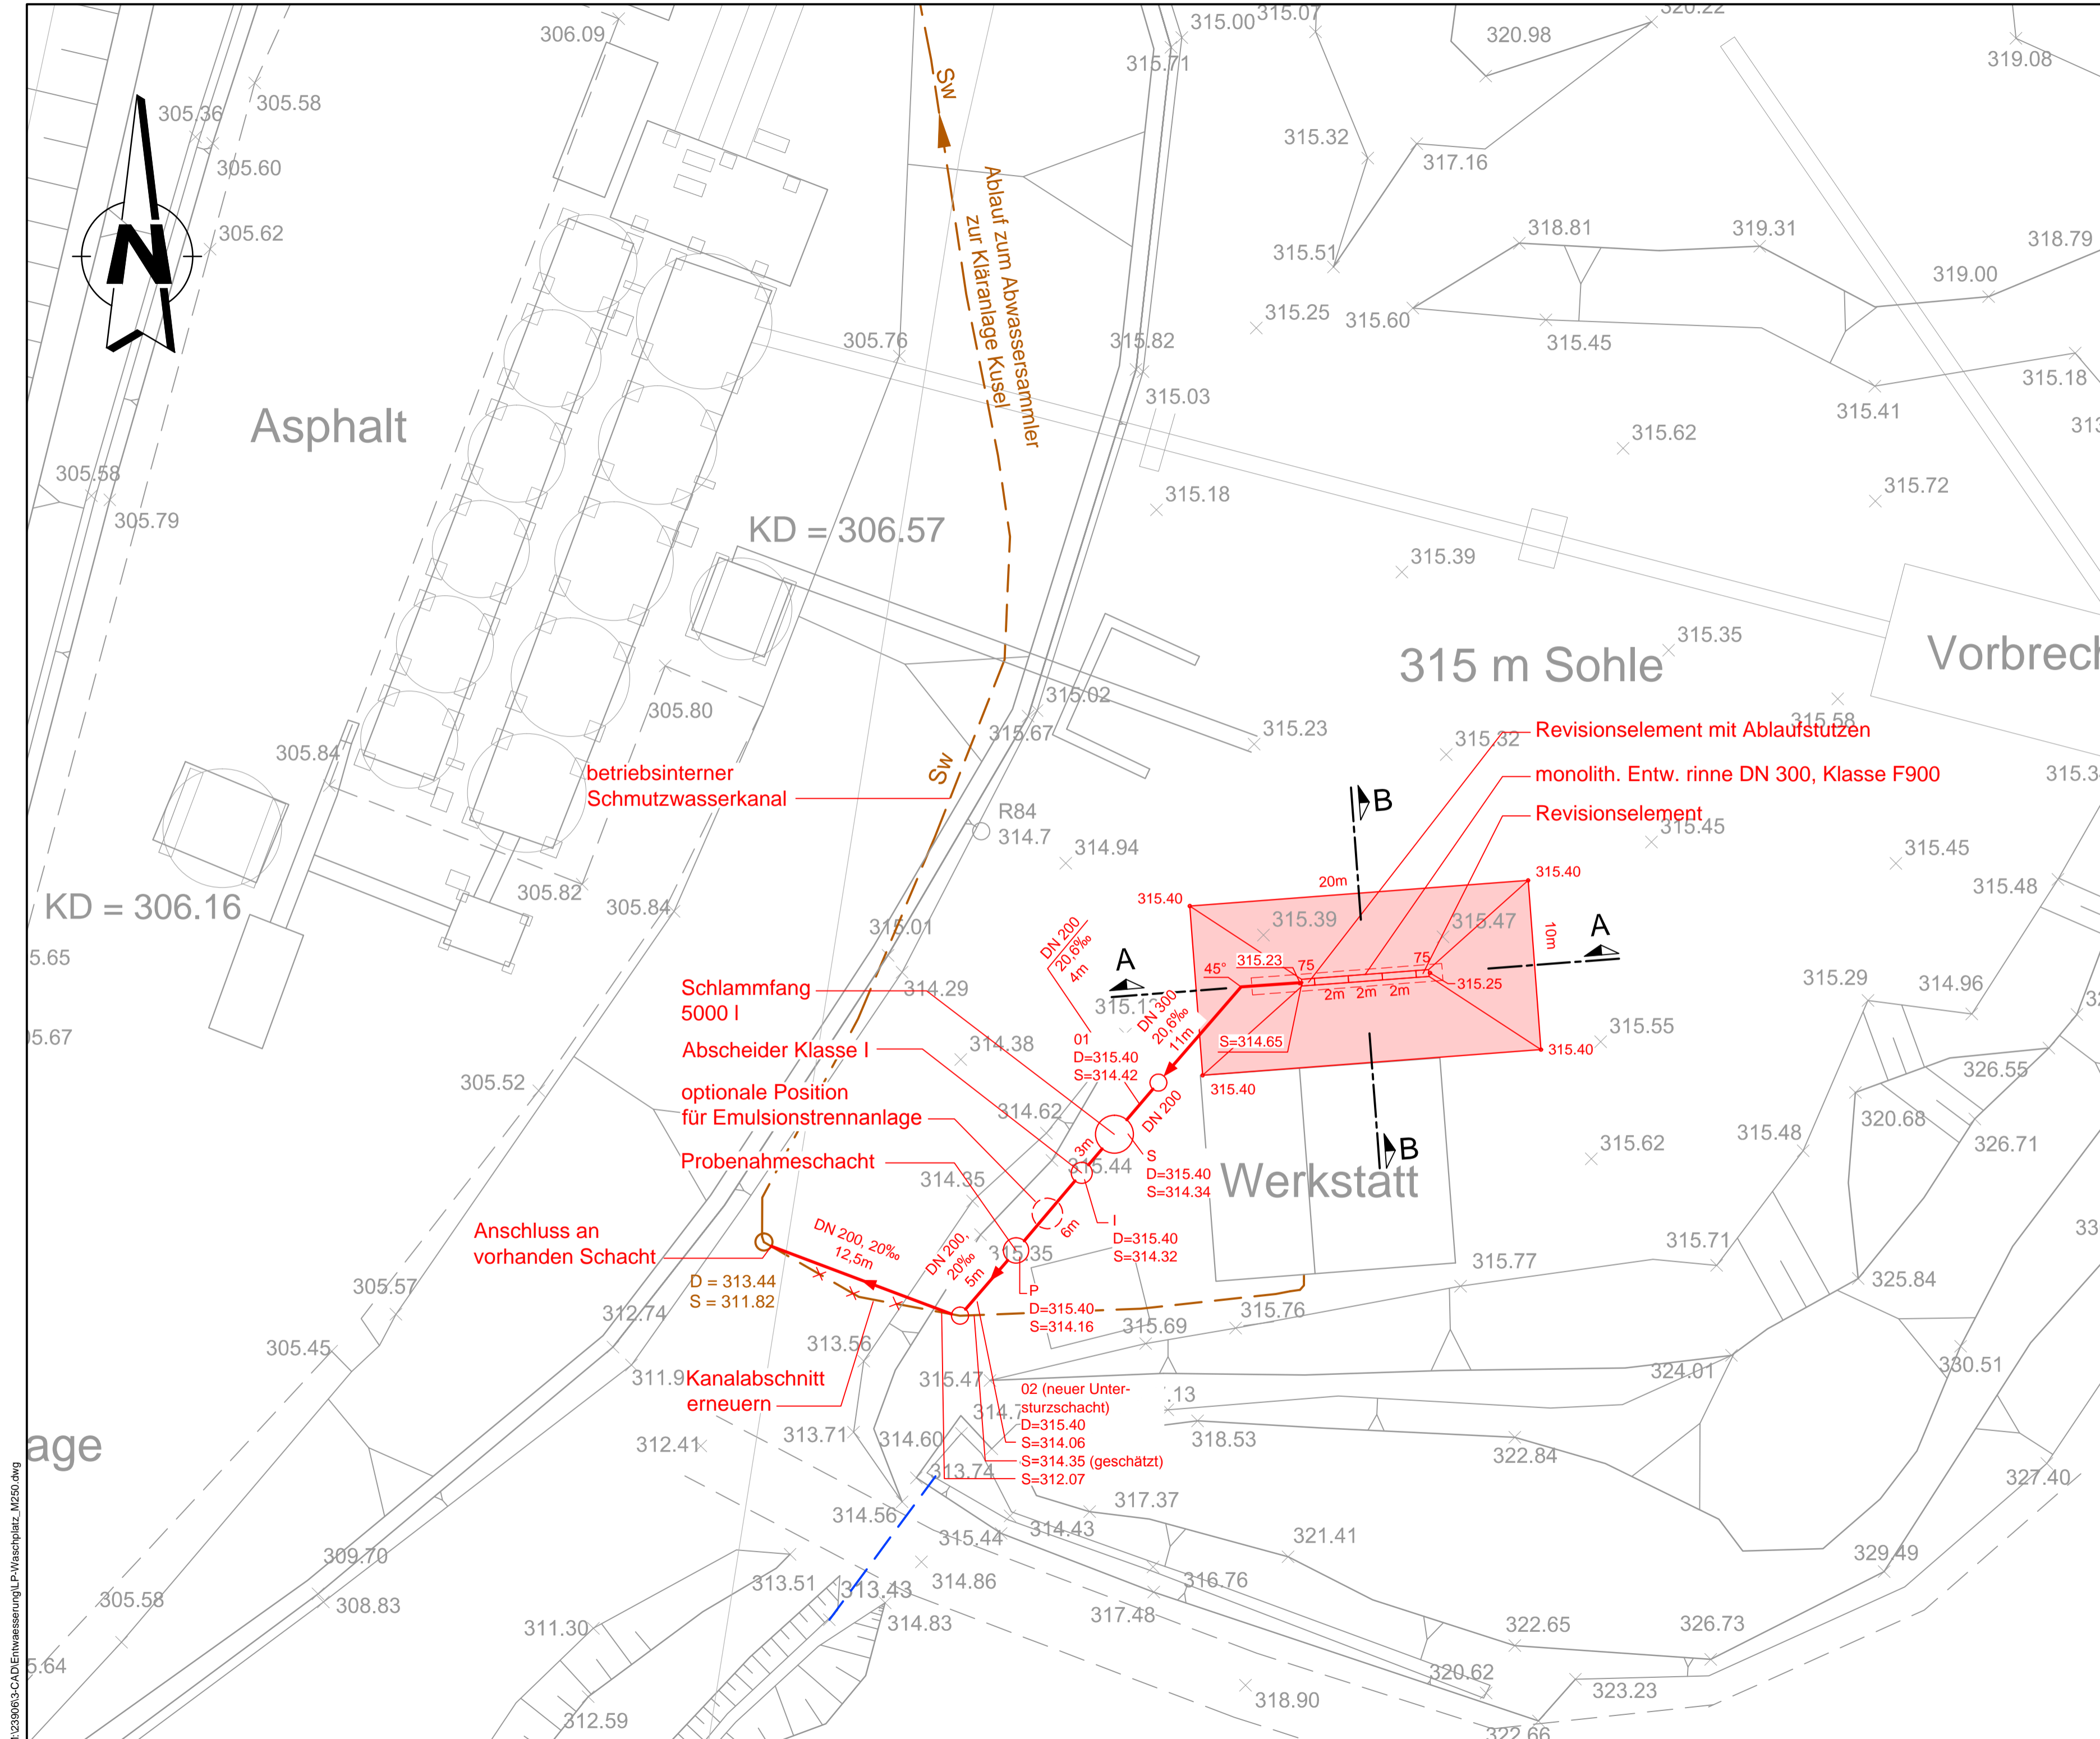 306.09
315.00
315.07
320.22
320.98
319.08
315.71
305.36
305.58
305.60
305.62
N
Sw
315.32
317.16
Ablauf zum Abwassersammler
zur Kläranlage Kusel
315.51
318.81
319.31
318.79
319.00
315.25
315.60
315.45
305.76
315.82
315.03
315.18
315.41
Asphalt
315.62
305.58
305.79
315.18
315.72
KD = 306.57
315.39
315.35
315 m Sohle
305.80
315.02
315.67
315.23
315.58
315.32
305.84
betriebsinterner
Schmutzwasserkanal
Sw
Revisionselement mit Ablaufstutzen
monolith. Entw. rinne DN 300, Klasse F900
Revisionselement
B
R84
314.7
314.94
315.45
315.45
315.48
KD = 306.16
305.82
305.84
315.01
315.40
20m
315.40
315.39
315.47
10m
A
A
DN 200
20,6‰
4m
45°
315.23
75
75
2m
2m
2m
315.25
Schlammfang
5000 l
314.29
DN 300
20,6‰
11m
S=314.65
315.29
314.96
315.55
315.40
315.40
Abscheider Klasse I
314.38
01
D=315.40
S=314.42
DN 200
305.52
optionale Position
für Emulsionstrennanlage
314.62
326.55
320.68
326.71
315.48
315.62
B
3m
315.44
S
D=315.40
S=314.34
Werkstatt
Probenahmeschacht
314.35
6m
I
D=315.40
S=314.32
Anschluss an
vorhanden Schacht
DN 200, 20‰
12,5m
DN 200,
20‰
5m
315.35
D = 313.44
S = 311.82
P
D=315.40
S=314.16
315.77
315.71
325.84
305.57
312.74
305.45
313.56
315.69
315.76
324.01
330.51
Kanalabschnitt
erneuern
315.47
02 (neuer Unter-
sturzschacht)
D=315.40
S=314.06
S=314.35 (geschätzt)
S=312.07
312.41
313.71
314.60
313.74
318.53
322.84
327.40
314.56
315.44
314.43
317.37
321.41
329.49
309.70
308.83
305.58
313.51
313.43
314.86
314.83
316.76
317.48
311.30
322.65
326.73
320.62
323.23
318.90
312.59
322.66